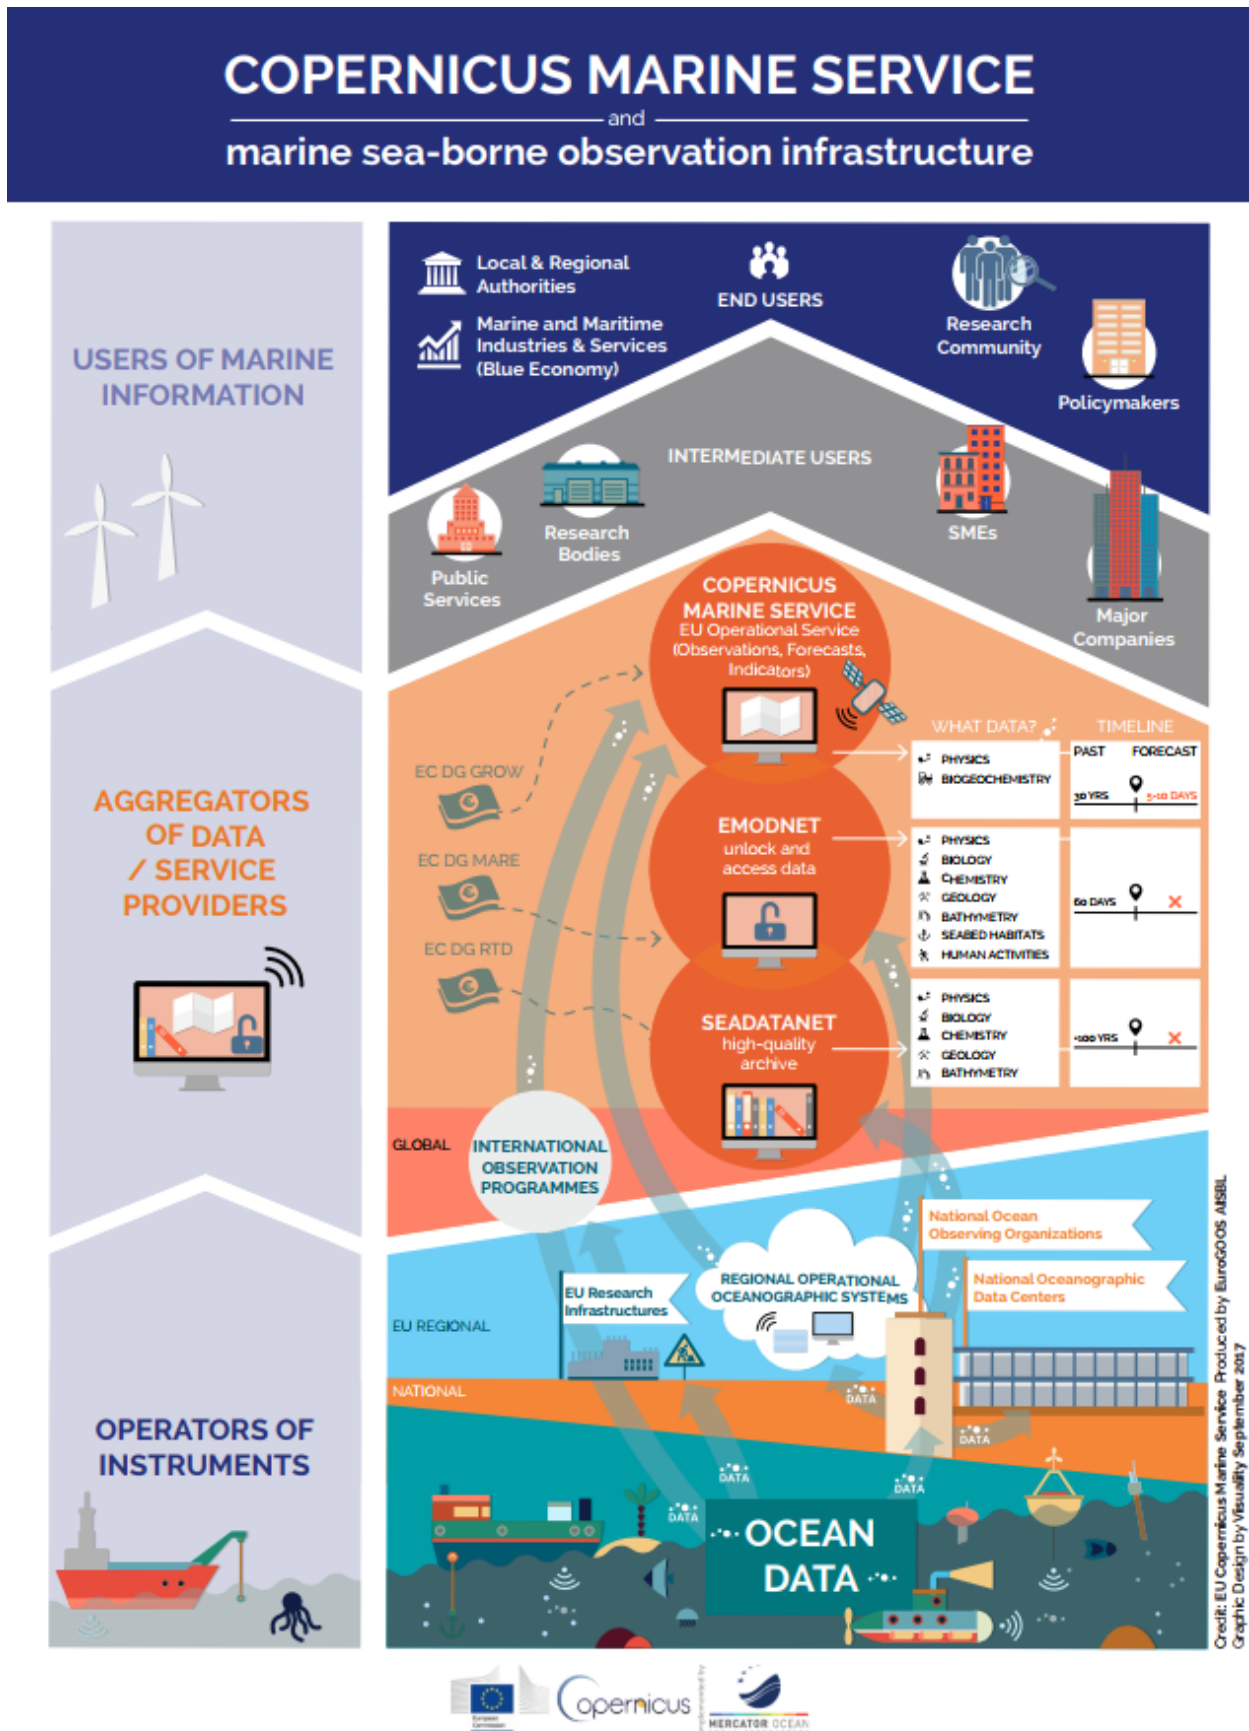 COPERNICUS MARINE SERVICE
and
marine sea-borne observation infrastructure
USERS OF MARINE
INFORMATION
Local & Regional
Authorities
Marine and Maritime
Industries & Services
(Blue Economy)
END USERS
Research
Community
Policymakers
INTERMEDIATE USERS
Public
Services
Research
Bodies
SMEs
Major
Companies
AGGREGATORS
OF DATA
/ SERVICE
PROVIDERS
COPERNICUS
MARINE SERVICE
EU Operational Service
(Observations, Forecasts,
Indicators)
EC DG GROW
EC DG MARE
EC DG RTD
EMODNET
unlock and
access data
SEADATANET
high-quality
archive
WHAT DATA?
TIMELINE
PHYSICS
BIOGEOCHEMISTRY
PAST
FORECAST
30 YRS
5-10 DAYS
PHYSICS
BIOLOGY
CHEMISTRY
GEOLOGY
BATHYMETRY
SEABED HABITATS
HUMAN ACTIVITIES
60 DAYS
PHYSICS
BIOLOGY
CHEMISTRY
GEOLOGY
BATHYMETRY
+100 YRS
GLOBAL
INTERNATIONAL
OBSERVATION
PROGRAMMES
EU REGIONAL
NATIONAL
EU Research
Infrastructures
REGIONAL OPERATIONAL
OCEANOGRAPHIC SYSTEMS
National Ocean
Observing Organizations
National Oceanographic
Data Centers
OPERATORS OF
INSTRUMENTS
DATA
DATA
DATA
DATA
DATA
OCEAN
DATA
Credit: EU Copernicus Marine Service Produced by EuroGOOS AISBL
Graphic Design by Visuality September 2017
European
Commission
Copernicus
implemented by
MERCATOR OCEAN